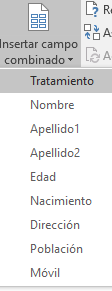 Insertar campo
combinado
Tratamiento
Nombre
Apellido1
Apellido2
Edad
Nacimiento
Dirección
Población
Móvil